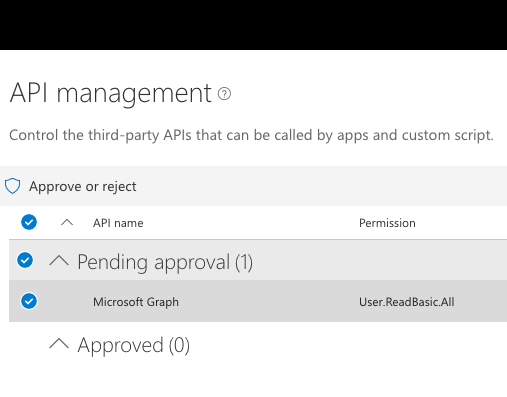 API management ?
Control the third-party APIs that can be called by apps and custom script.
Approve or reject
API name Permission
Pending approval (1)
Microsoft Graph User.ReadBasic.All
Approved (0)